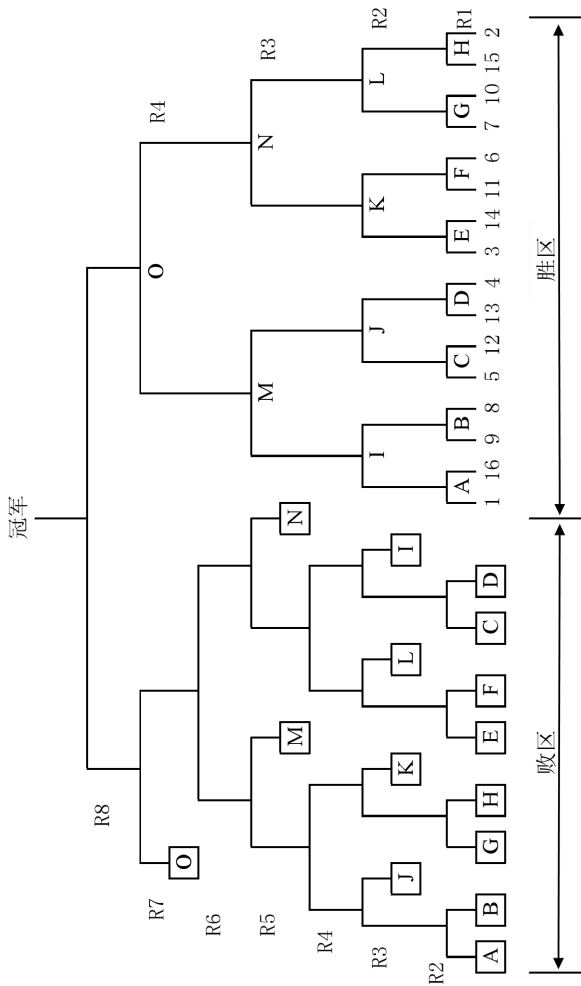 冠军
R8
R7 O R4
O
R6
R5 M N R3
M N
R4
R3 I J K L R2
J K L I
R2 A B C D E F G H R1
A B G H E F C D 1 16 9 8 5 12 13 4 3 14 11 6 7 10 15 2
败区 胜区